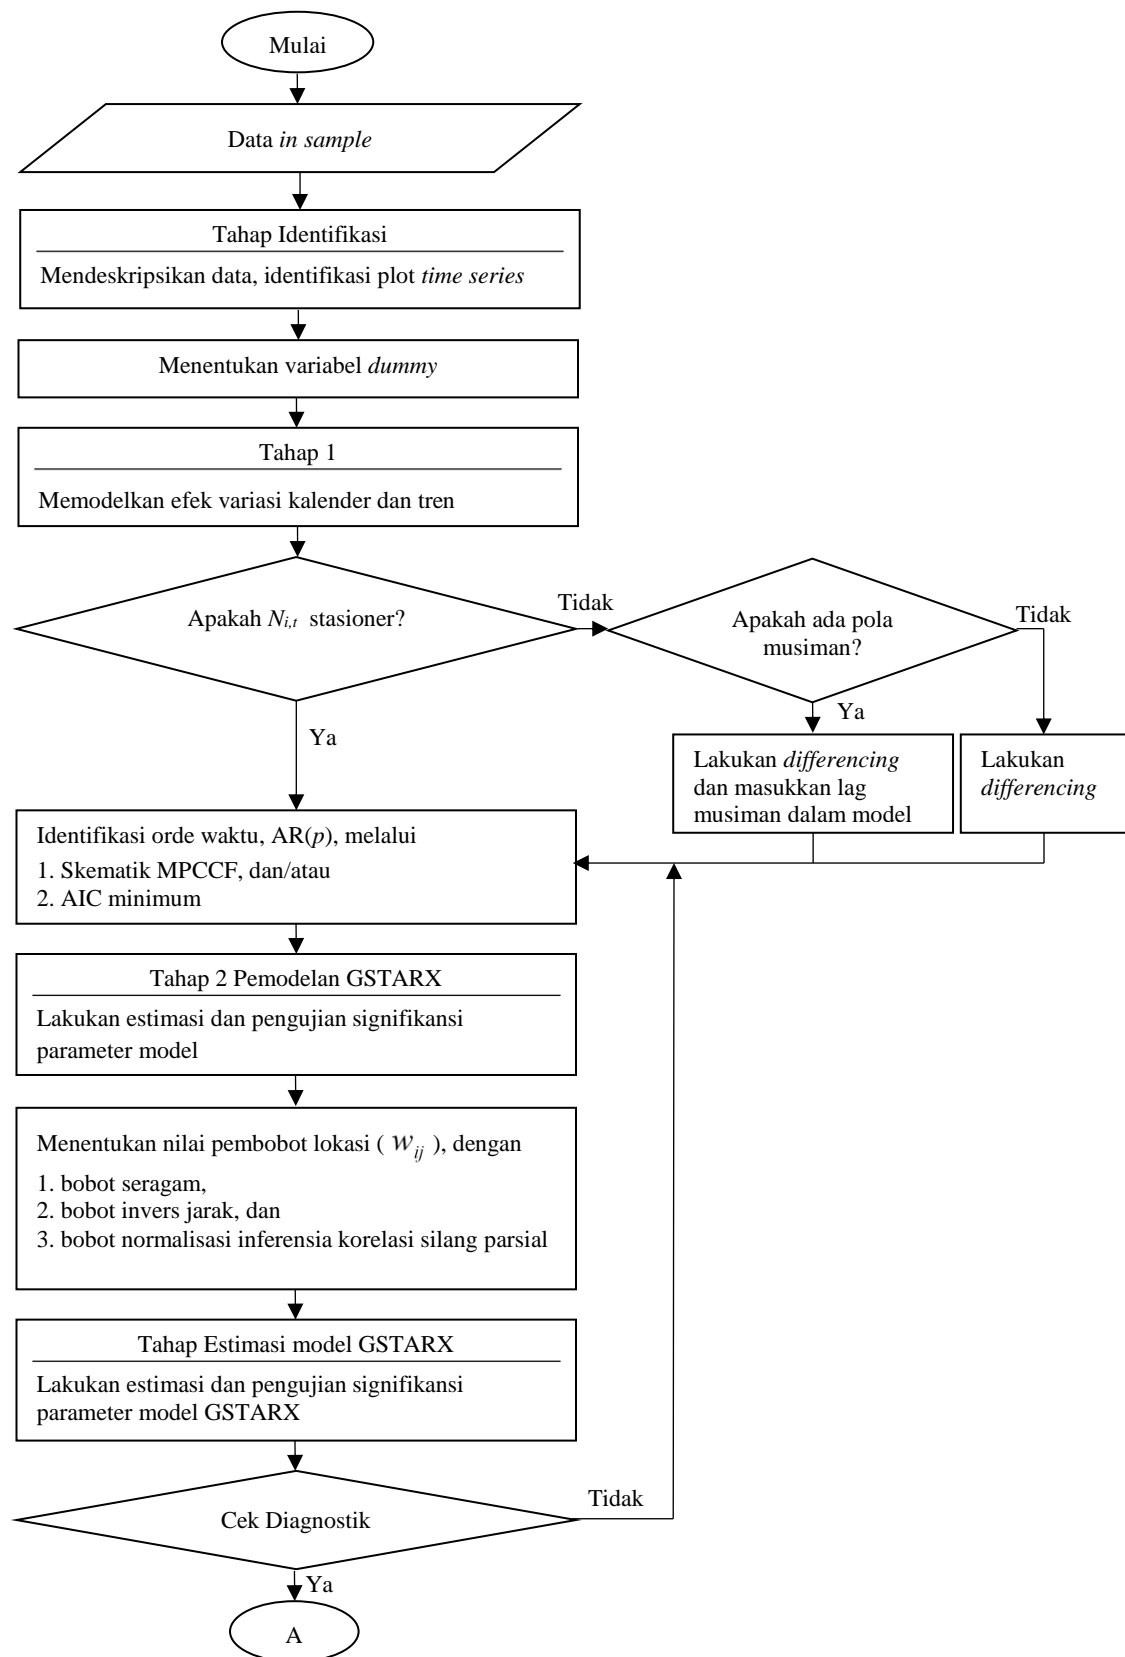 Mulai
Data in sample
Tahap Identifikasi
Mendeskripsikan data, identifikasi plot time series
Menentukan variabel dummy
Tahap 1
Memodelkan efek variasi kalender dan tren
Apakah N_{i,t} stasioner?
Tidak
Apakah ada pola
musiman?
Tidak
Ya
Ya
Lakukan differencing
dan masukkan lag
musiman dalam model
Lakukan
differencing
Identifikasi orde waktu, AR(p), melalui
1. Skematik MPCCF, dan/atau
2. AIC minimum
Tahap 2 Pemodelan GSTARX
Lakukan estimasi dan pengujian signifikansi
parameter model
Menentukan nilai pembobot lokasi ( w_{ij} ), dengan
1. bobot seragam,
2. bobot invers jarak, dan
3. bobot normalisasi inferensia korelasi silang parsial
Tahap Estimasi model GSTARX
Lakukan estimasi dan pengujian signifikansi
parameter model GSTARX
Cek Diagnostik
Tidak
Ya
A